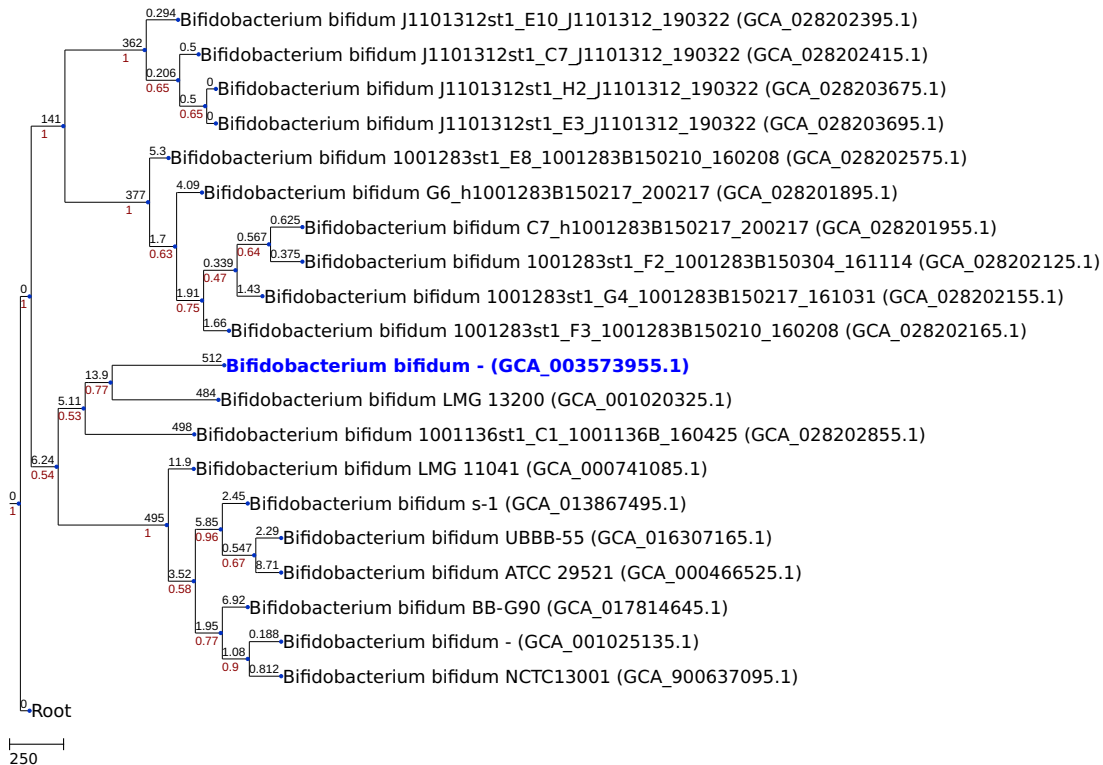 0.294 Bifidobacterium bifidum J1101312st1_E10_J1101312_190322 (GCA_028202395.1)
362
1
0.5 Bifidobacterium bifidum J1101312st1_C7_J1101312_190322 (GCA_028202415.1)
0.206
0.65
0 Bifidobacterium bifidum J1101312st1_H2_J1101312_190322 (GCA_028203675.1)
0.5
0.65
0 Bifidobacterium bifidum J1101312st1_E3_J1101312_190322 (GCA_028203695.1)
141
1
5.3 Bifidobacterium bifidum 1001283st1_E8_1001283B150210_160208 (GCA_028202575.1)
377
1
4.09 Bifidobacterium bifidum G6_h1001283B150217_200217 (GCA_028201895.1)
1.7
0.63
0.625 Bifidobacterium bifidum C7_h1001283B150217_200217 (GCA_028201955.1)
0.567
0.64
0.375 Bifidobacterium bifidum 1001283st1_F2_1001283B150304_161114 (GCA_028202125.1)
0.339
0.47
1.43 Bifidobacterium bifidum 1001283st1_G4_1001283B150217_161031 (GCA_028202155.1)
1.91
0.75
1.66 Bifidobacterium bifidum 1001283st1_F3_1001283B150210_160208 (GCA_028202165.1)
0
1
512 Bifidobacterium bifidum - (GCA_003573955.1)
13.9
0.77
484 Bifidobacterium bifidum LMG 13200 (GCA_001020325.1)
5.11
0.53
498 Bifidobacterium bifidum 1001136st1_C1_1001136B_160425 (GCA_028202855.1)
6.24
0.54
11.9 Bifidobacterium bifidum LMG 11041 (GCA_000741085.1)
0
1
2.45 Bifidobacterium bifidum s-1 (GCA_013867495.1)
495
1
5.85
0.96
2.29 Bifidobacterium bifidum UBBB-55 (GCA_016307165.1)
0.547
0.67
8.71 Bifidobacterium bifidum ATCC 29521 (GCA_000466525.1)
3.52
0.58
6.92 Bifidobacterium bifidum BB-G90 (GCA_017814645.1)
1.95
0.77
0.188 Bifidobacterium bifidum - (GCA_001025135.1)
1.08
0.9
0.812 Bifidobacterium bifidum NCTC13001 (GCA_900637095.1)
0 Root
250